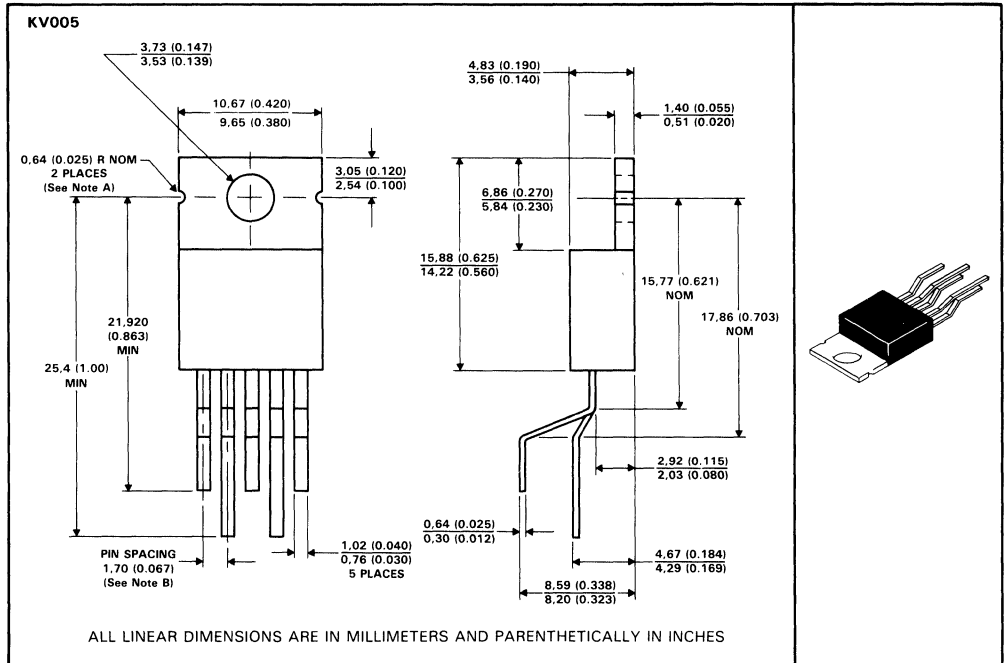 KV005
3,73 (0.147)
3,53 (0.139)
10.67 (0.420)
9,65 (0.380)
0,64 (0.025) R NOM
2 PLACES
(See Note A)
3,05 (0.120)
2,54 (0.100)
21,920
(0.863)
MIN
25,4 (1.00)
MIN
PIN SPACING
1,70 (0.067)
(See Note B)
1,02 (0.040)
0,76 (0.030)
5 PLACES
4,83 (0.190)
3,56 (0.140)
1,40 (0.055)
0,51 (0.020)
6,86 (0.270)
5,84 (0.230)
15,88 (0.625)
14,22 (0.560)
15,77 (0.621)
NOM
17,86 (0.703)
NOM
2,92 (0.115)
2,03 (0.080)
0,64 (0.025)
0,30 (0.012)
4,67 (0.184)
4,29 (0.169)
8,59 (0.338)
8,20 (0.323)
ALL LINEAR DIMENSIONS ARE IN MILLIMETERS AND PARENTHETICALLY IN INCHES